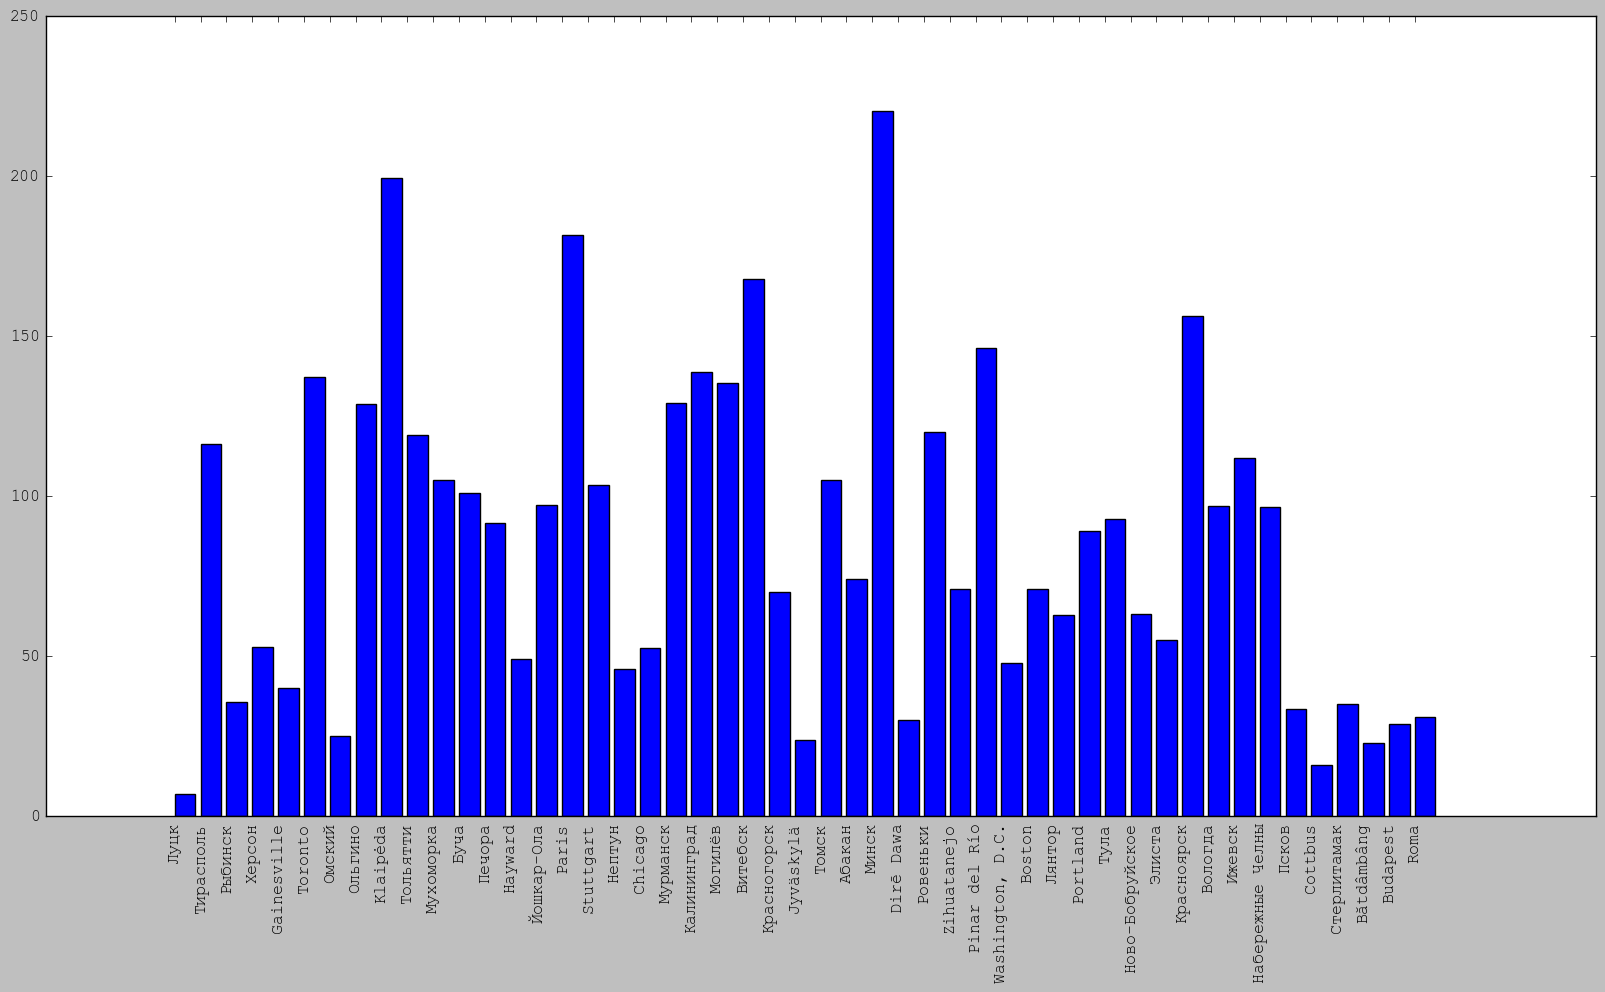 250
200
150
100
50
0
Луцк
Тирасполь
Рыбинск
Херсон
Gainesville
Toronto
Омский
Ольгино
Klaipėda
Тольятти
Мухоморка
Буча
Печора
Hayward
Йошкар-Ола
Paris
Stuttgart
Нептун
Chicago
Мурманск
Калининград
Могилёв
Витебск
Красногорск
Jyväskylä
Томск
Абакан
Минск
Dirē Dawa
Ровеньки
Zihuatanejo
Pinar del Río
Washington, D.C.
Boston
Лянтор
Portland
Тула
Ново-Бобруйское
Элиста
Красноярск
Вологда
Ижевск
Набережные Челны
Псков
Cottbus
Стерлитамак
Bătdâmbâng
Budapest
Roma